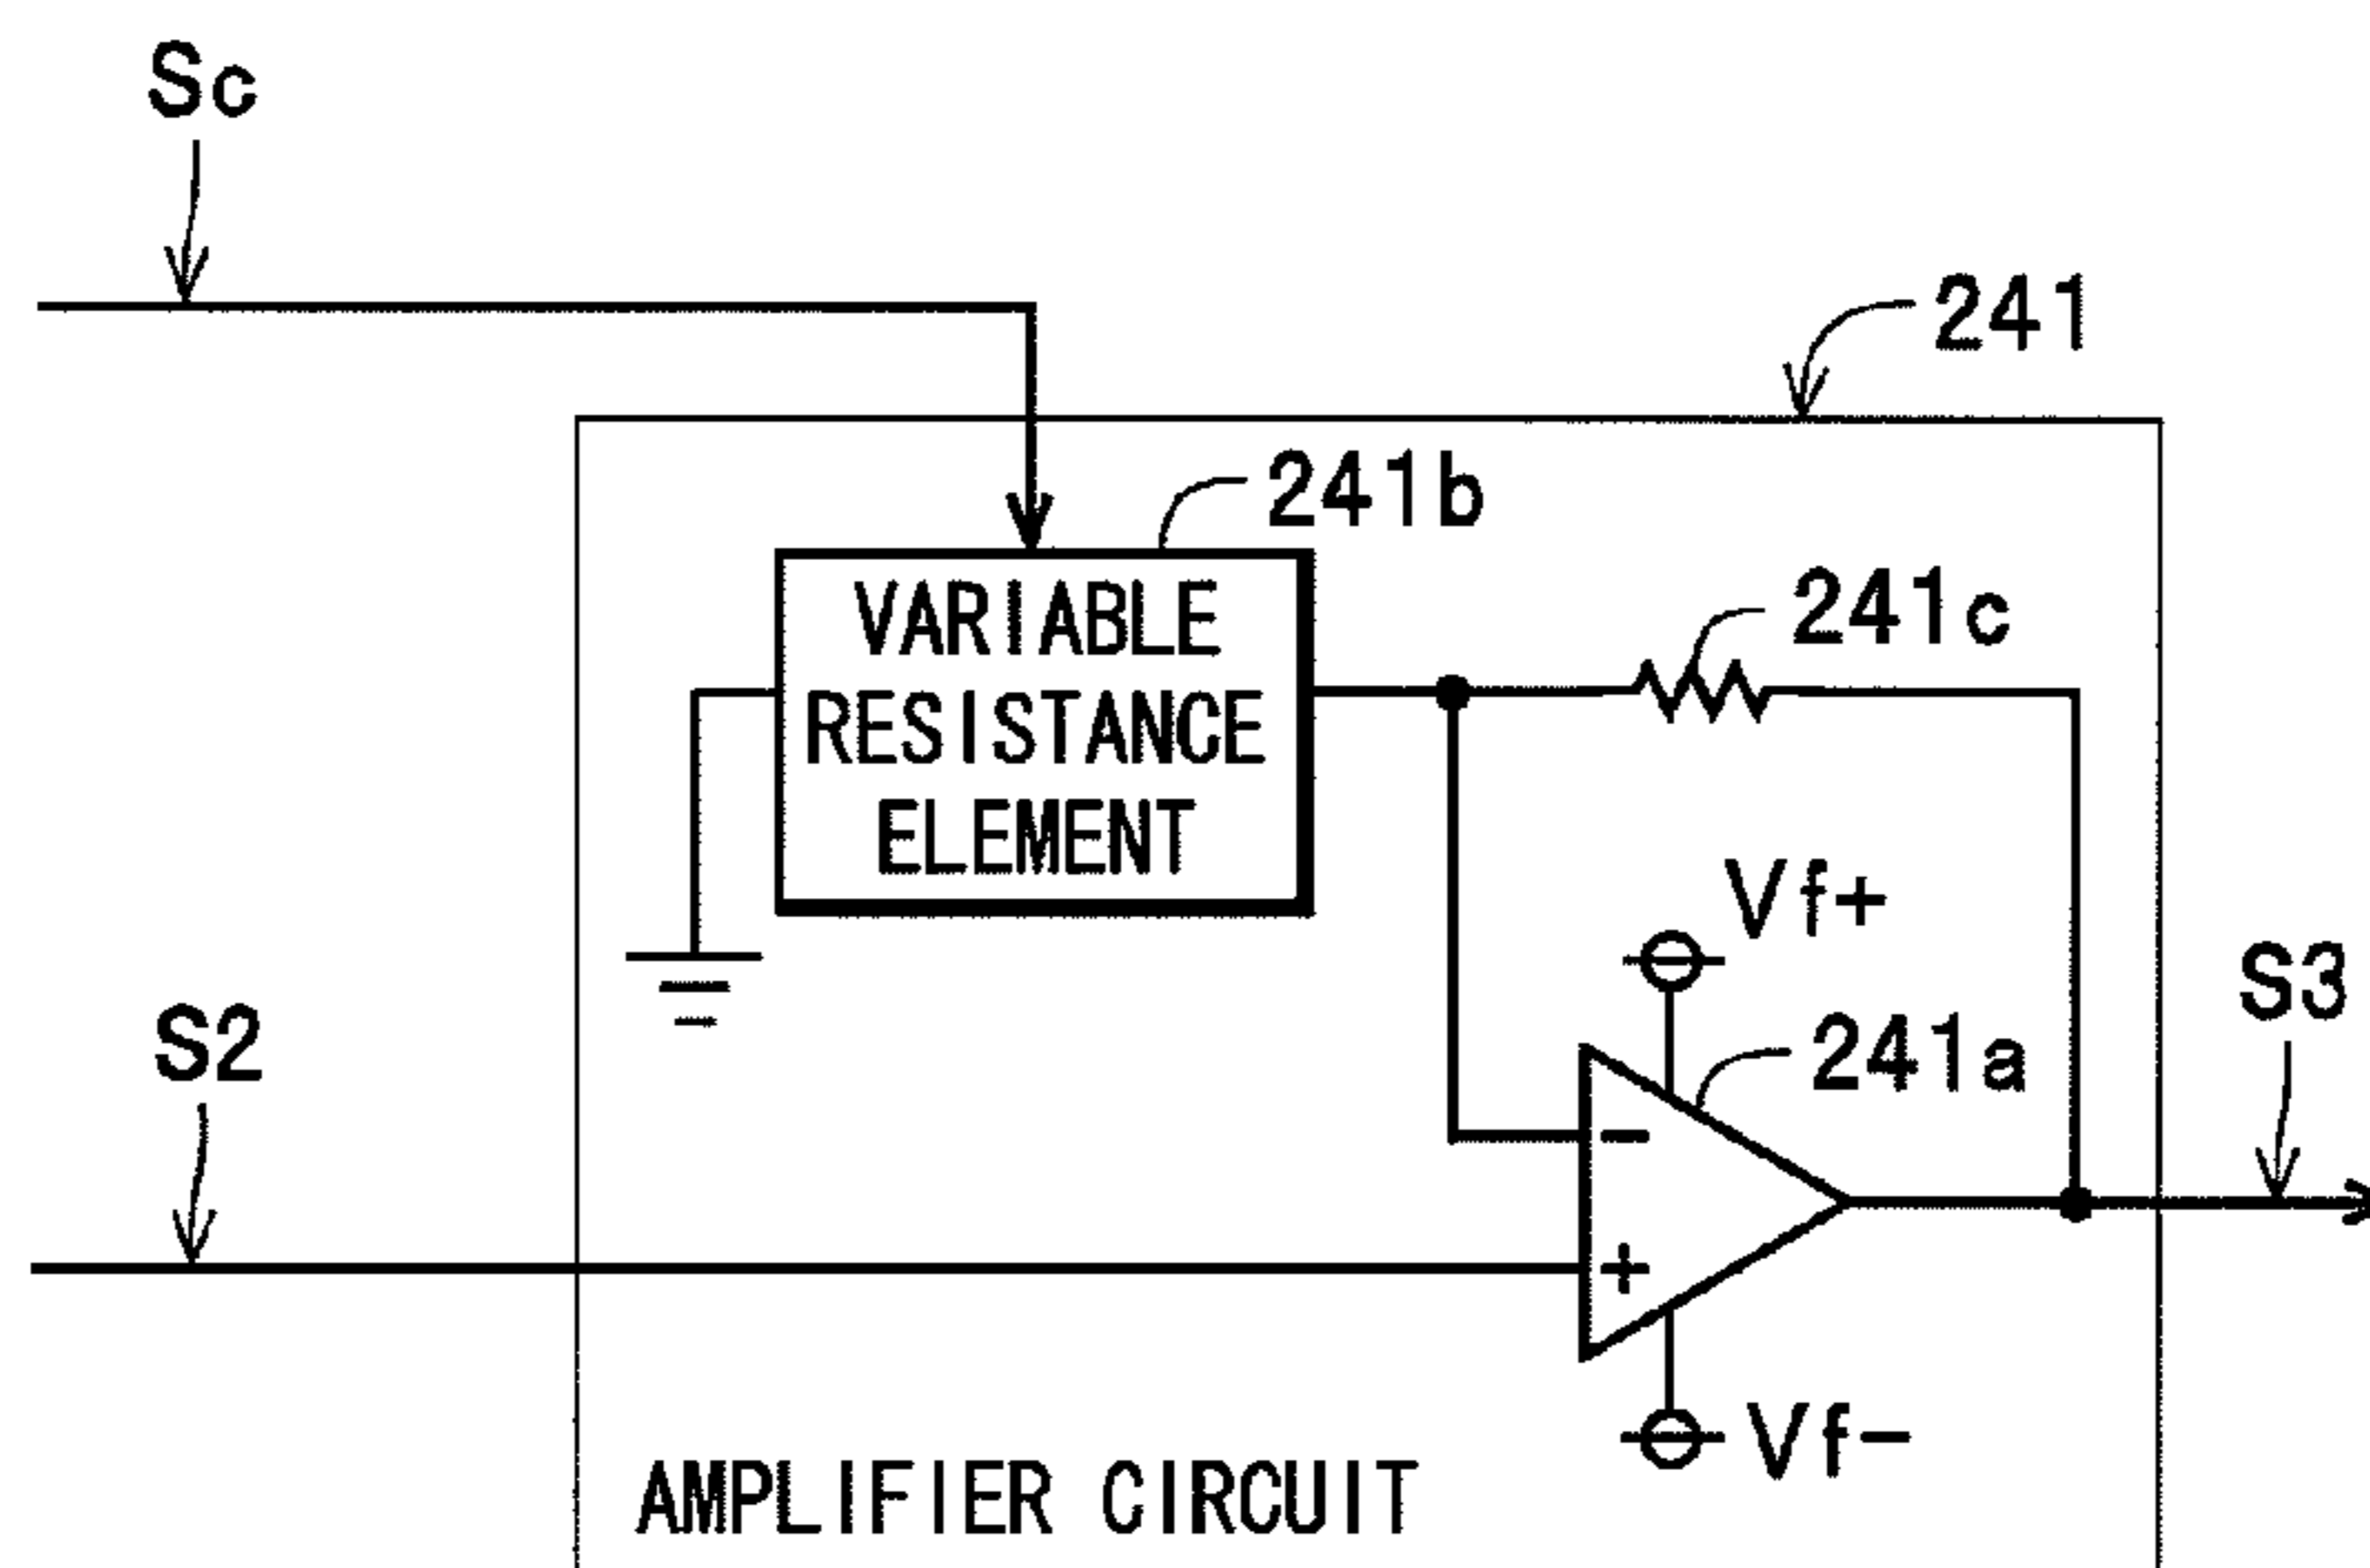 Sc
241
241b
VARIABLE
RESISTANCE
ELEMENT
241c
Vf+
S3
S2
241a
−
+
Vf−
AMPLIFIER CIRCUIT